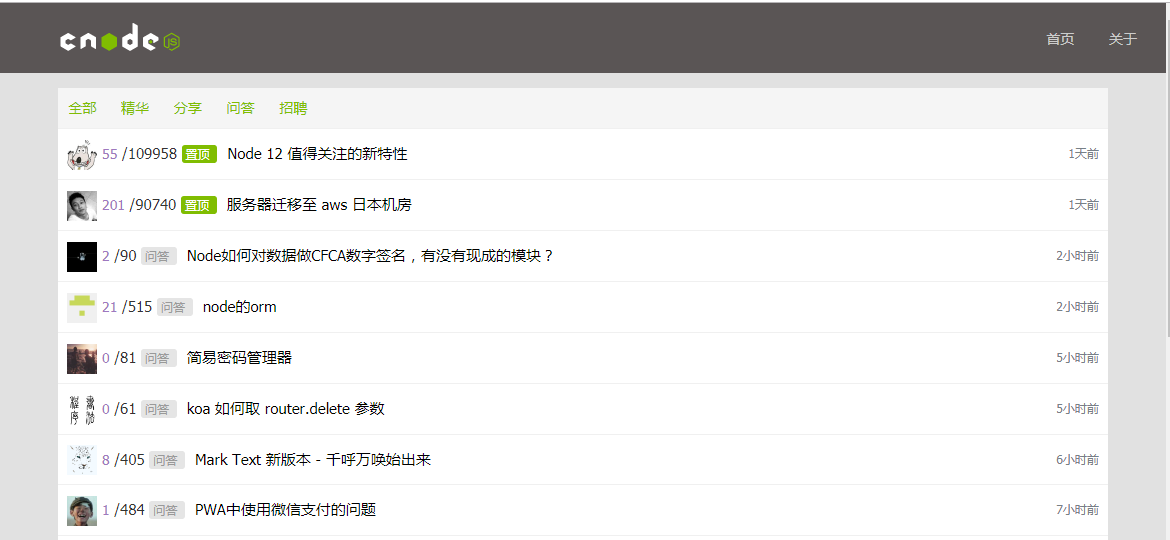 cnode JS 首页 关于
全部 精华 分享 问答 招聘
55 /109958 置顶 Node 12 值得关注的新特性 1天前
201 /90740 置顶 服务器迁移至 aws 日本机房 1天前
2 /90 问答 Node如何对数据做CFCA数字签名，有没有现成的模块？ 2小时前
21 /515 问答 node的orm 2小时前
0 /81 问答 简易密码管理器 5小时前
0 /61 问答 koa 如何取 router.delete 参数 5小时前
8 /405 问答 Mark Text 新版本 - 千呼万唤始出来 6小时前
1 /484 问答 PWA中使用微信支付的问题 7小时前